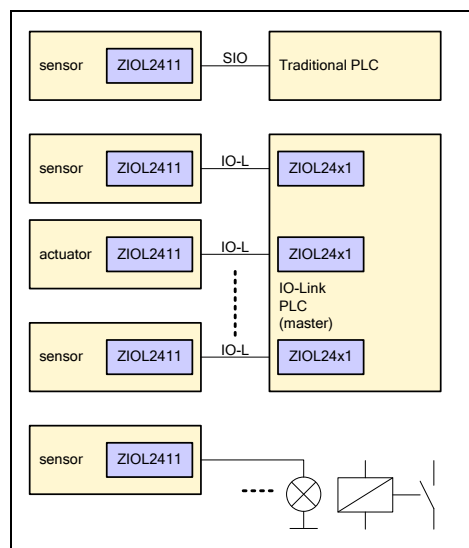 sensor ZIOL2411 SIO Traditional PLC
sensor ZIOL2411 IO-L ZIOL24x1
actuator ZIOL2411 IO-L ZIOL24x1
IO-Link
PLC
(master)
sensor ZIOL2411 IO-L ZIOL24x1
sensor ZIOL2411